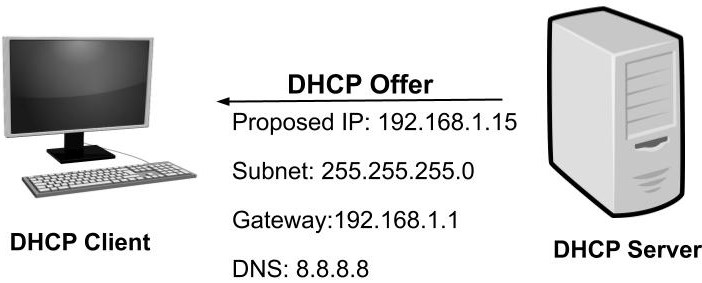 DHCP Offer
Proposed IP: 192.168.1.15
Subnet: 255.255.255.0
Gateway:192.168.1.1
DNS: 8.8.8.8
DHCP Client
DHCP Server